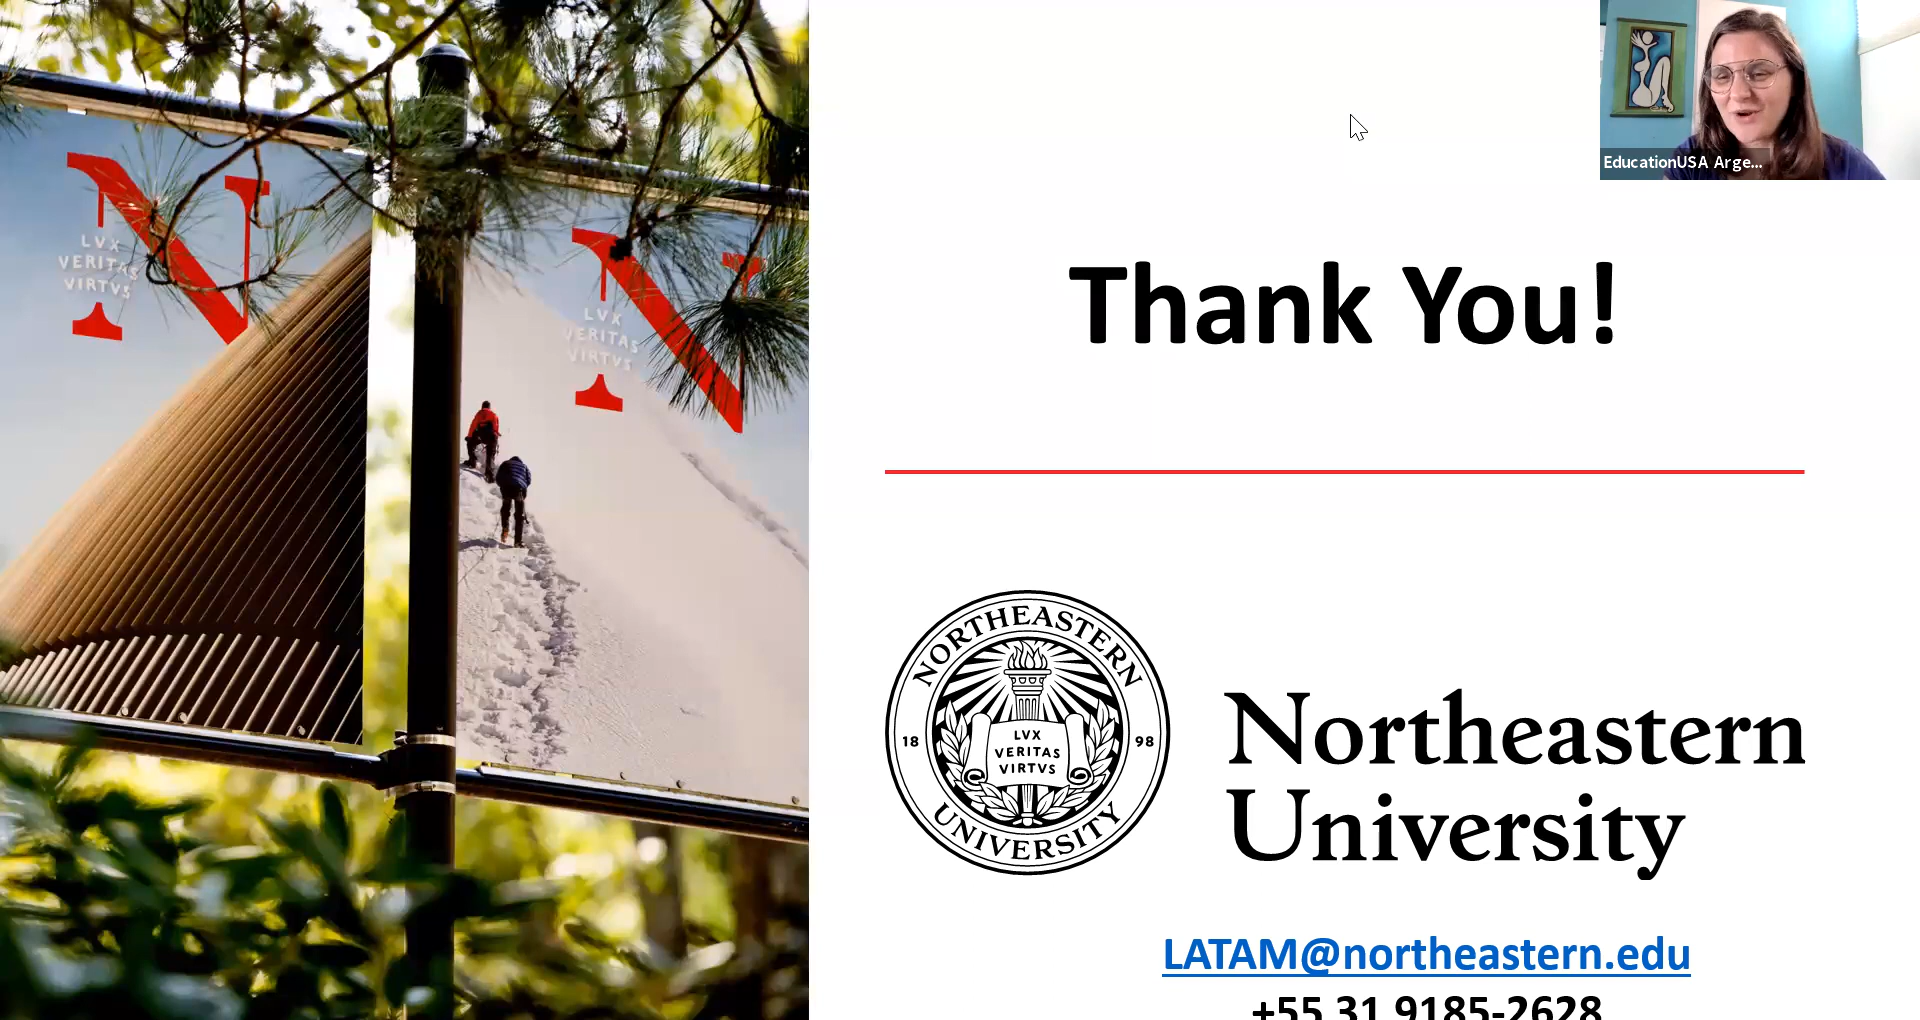 N
LVX
VERITAS
VIRTVS
N
LVX
VERITAS
VIRTVS
EducationUSA Arge...
Thank You!
NORTHEASTERN
18
98
LVX
VERITAS
VIRTVS
UNIVERSITY
Northeastern
University
LATAM@northeastern.edu
+55 31 9185-2628